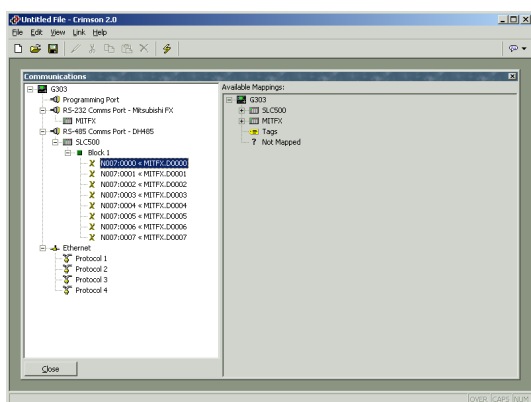 Untitled File - Crimson 2.0
File Edit View Link Help
Communications
G303
Programming Port
RS-232 Comms Port - Mitsubishi FX
MITFX
RS-485 Comms Port - DH485
SLC500
Block 1
N007:0000 « MITFX.D0000
N007:0001 « MITFX.D0001
N007:0002 « MITFX.D0002
N007:0003 « MITFX.D0003
N007:0004 « MITFX.D0004
N007:0005 « MITFX.D0005
N007:0006 « MITFX.D0006
N007:0007 « MITFX.D0007
Ethernet
Protocol 1
Protocol 2
Protocol 3
Protocol 4
Close
Available Mappings:
G303
SLC500
MITFX
Tags
Not Mapped
OVER CAPS NUM